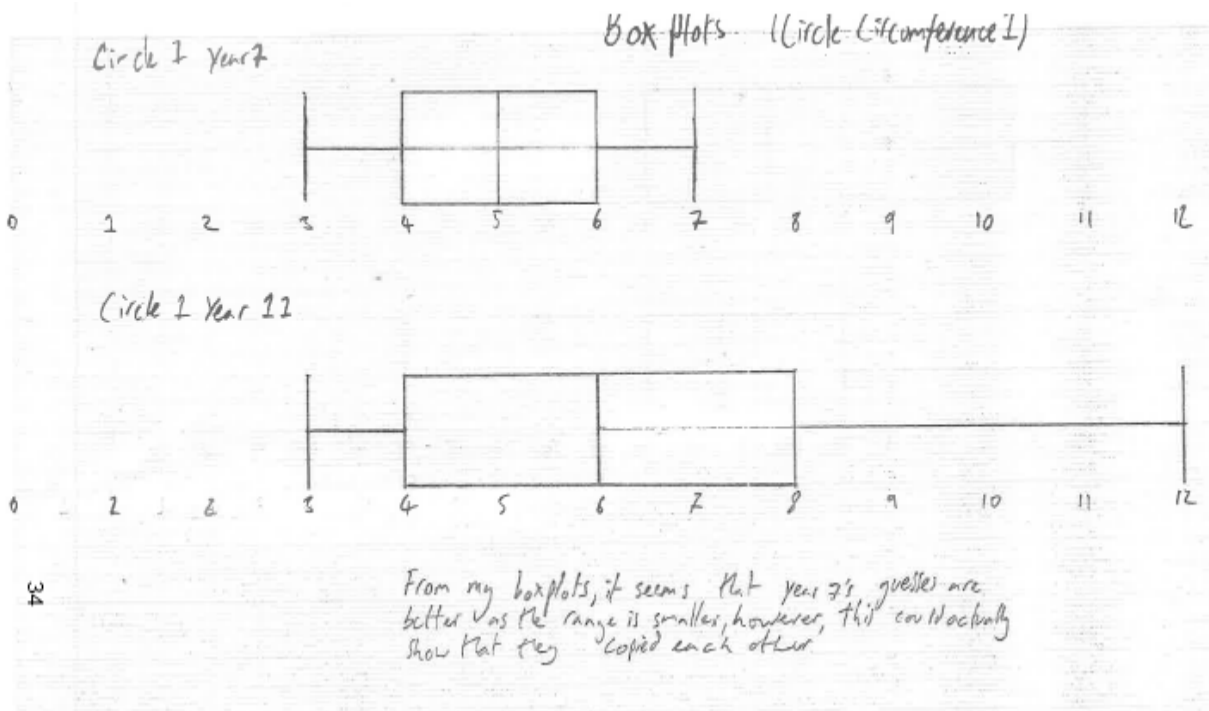 Box plots (Circle Circumference 1)
Circle 1 Year 7
0 1 2 3 4 5 6 7 8 9 10 11 12
Circle 1 Year 11
0 1 2 3 4 5 6 7 8 9 10 11 12
34
From my boxplots, it seems that year 7's guesses are
better as the range is smaller, however, this could actually
show that they copied each other